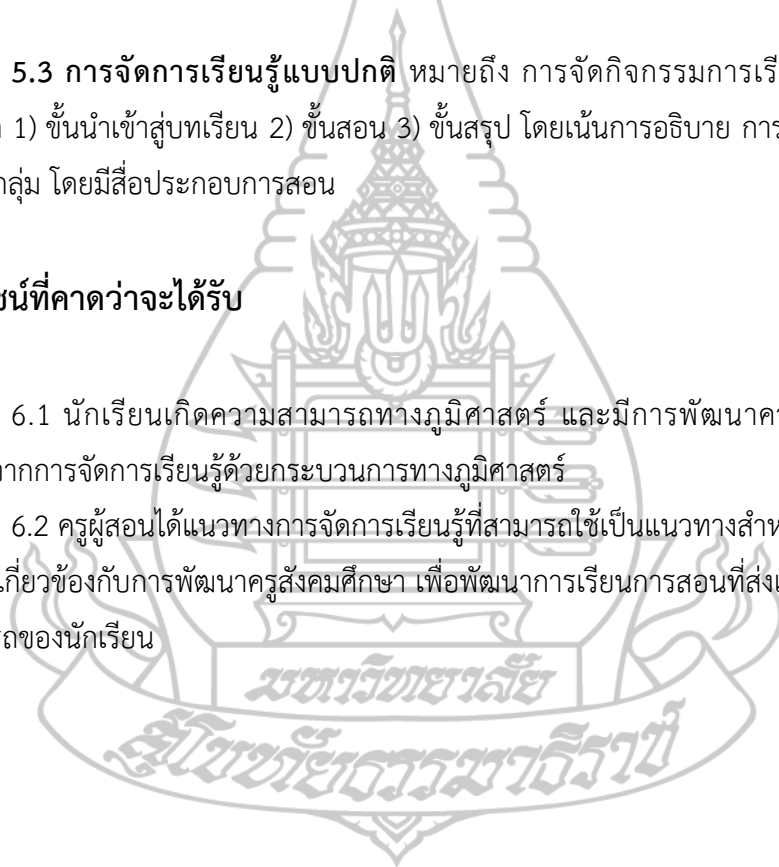 5.3 การจัดการเรียนรู้แบบปกติ หมายถึง การจัดกิจกรรมการเรี
1) ขั้นนำเข้าสู่บทเรียน 2) ขั้นสอน 3) ขั้นสรุป โดยเน้นการอธิบาย การ
ลุ่ม โดยมีสื่อประกอบการสอน
ชน์ที่คาดว่าจะได้รับ
6.1 นักเรียนเกิดความสามารถทางภูมิศาสตร์ และมีการพัฒนาคว
จากการจัดการเรียนรู้ด้วยกระบวนการทางภูมิศาสตร์
6.2 ครูผู้สอนได้แนวทางการจัดการเรียนรู้ที่สามารถใช้เป็นแนวทางสำห
เกี่ยวข้องกับการพัฒนาครูสังคมศึกษา เพื่อพัฒนาการเรียนการสอนที่ส่งเ
รถของนักเรียน
มหาวิทยาลัย
สุโขทัยธรรมาธิราช